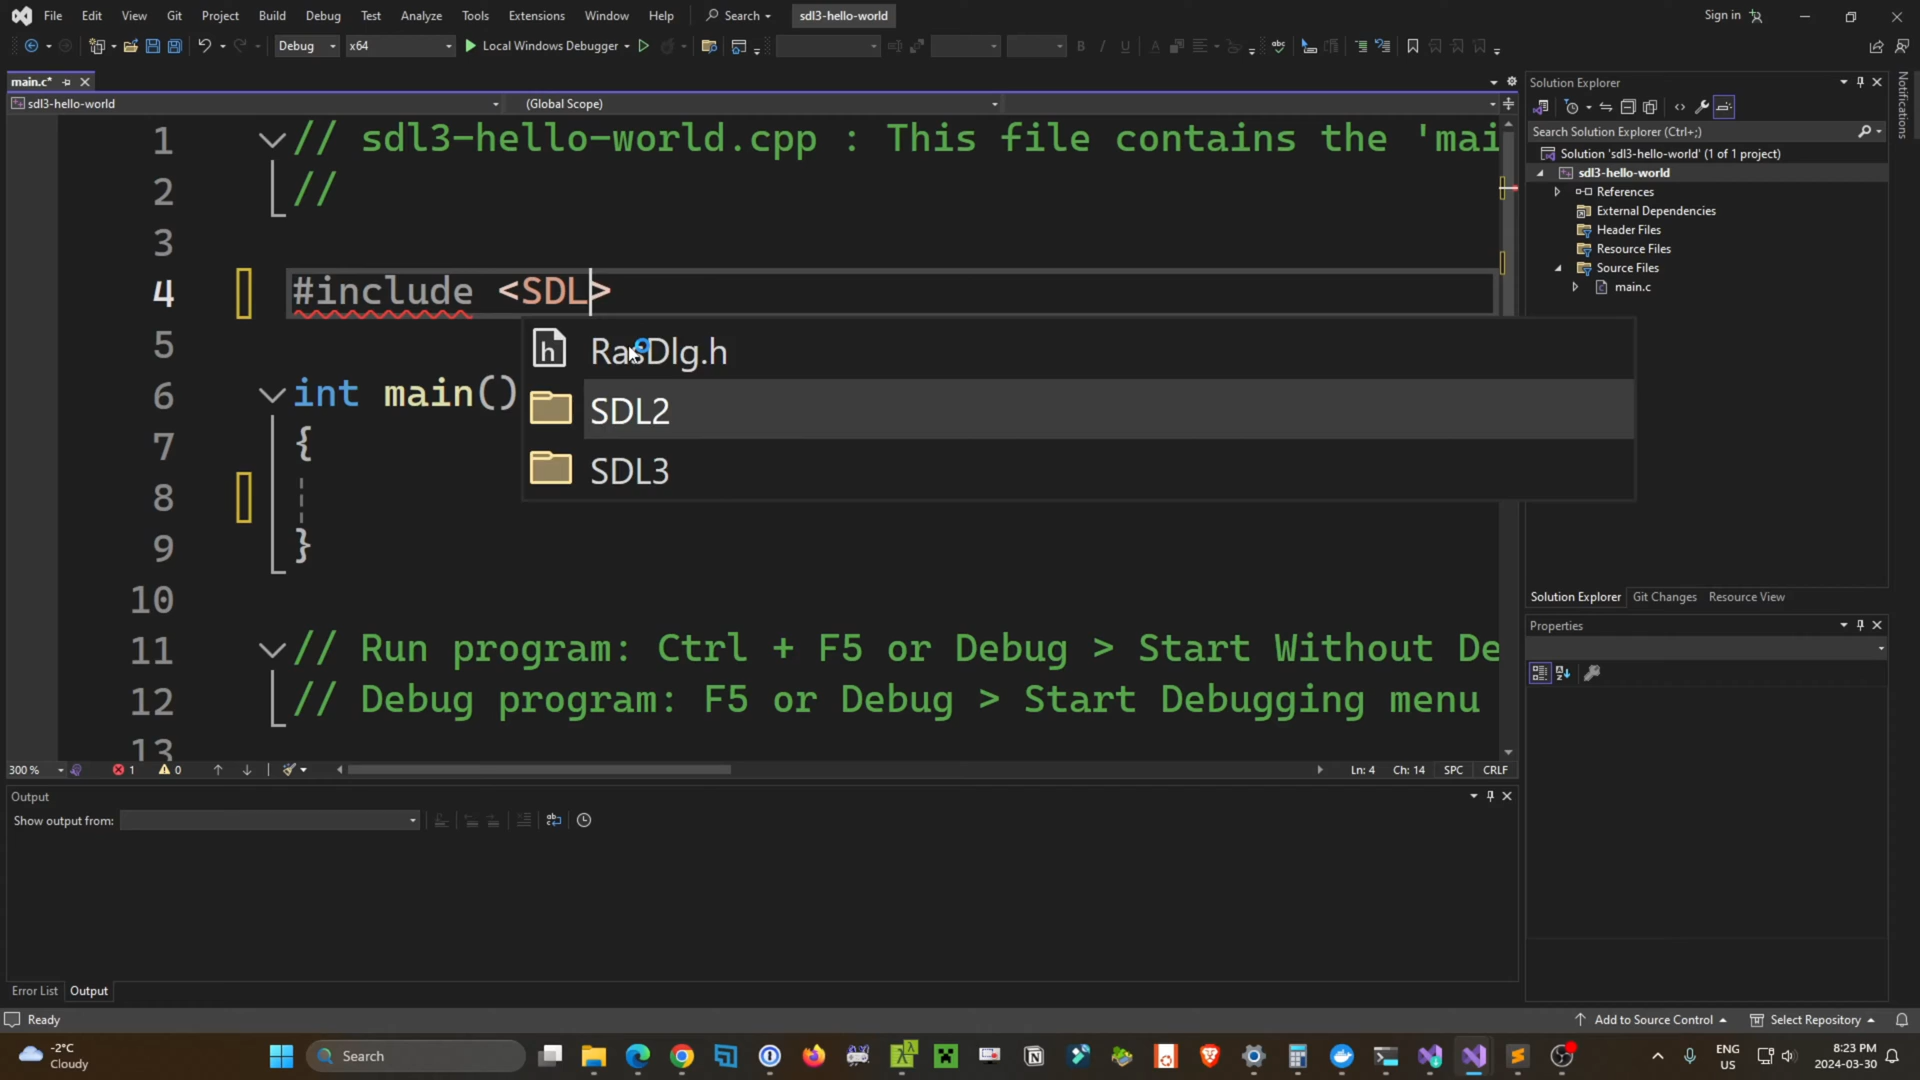 File Edit View Git Project Build Debug Test Analyze Tools Extensions Window Help Search sdl3-hello-world Sign in
Debug x64 Local Windows Debugger
main.c*
sdl3-hello-world (Global Scope)
1 // sdl3-hello-world.cpp : This file contains the 'mai
2 //
3
4 #include <SDL>
5
RasDlg.h
SDL2
SDL3
6 int main()
7 {
8
9 }
10
11 // Run program: Ctrl + F5 or Debug > Start Without De
12 // Debug program: F5 or Debug > Start Debugging menu
13
300 % 1 0 Ln: 4 Ch: 14 SPC CRLF
Output
Show output from:
Error List Output
Solution Explorer
Search Solution Explorer (Ctrl+;)
Solution 'sdl3-hello-world' (1 of 1 project)
sdl3-hello-world
References
External Dependencies
Header Files
Resource Files
Source Files
main.c
Solution Explorer Git Changes Resource View
Properties
Notifications
Ready Add to Source Control Select Repository
-2°C
Cloudy
Search
ENG
US
8:23 PM
2024-03-30